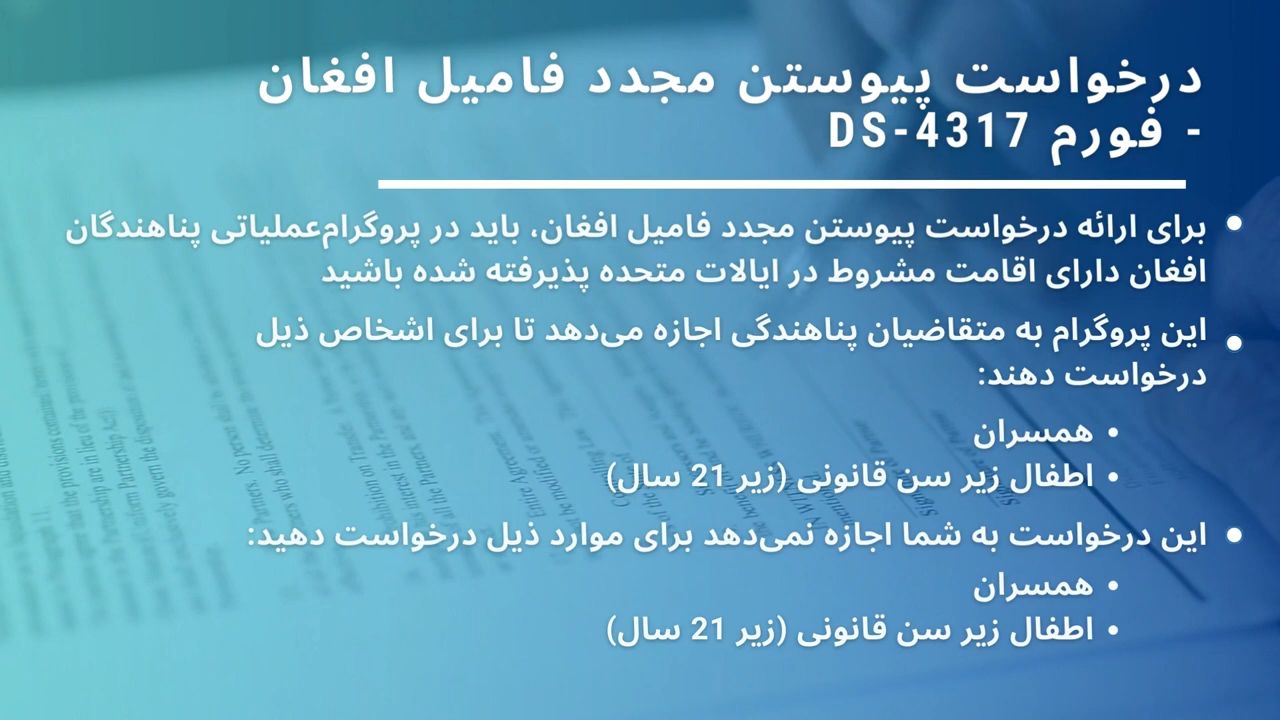 درخواست پیوستن مجدد فامیل افغان
- فورم DS-4317
برای ارائه درخواست پیوستن مجدد فامیل افغان، باید در پروگرام‌عملیاتی پناهندگان
افغان دارای اقامت مشروط در ایالات متحده پذیرفته شده باشید
این پروگرام به متقاضیان پناهندگی اجازه می‌دهد تا برای اشخاص ذیل
درخواست دهند:
• همسران
• اطفال زیر سن قانونی (زیر 21 سال)
این درخواست به شما اجازه نمی‌دهد برای موارد ذیل درخواست دهید:
• همسران
• اطفال زیر سن قانونی (زیر 21 سال)